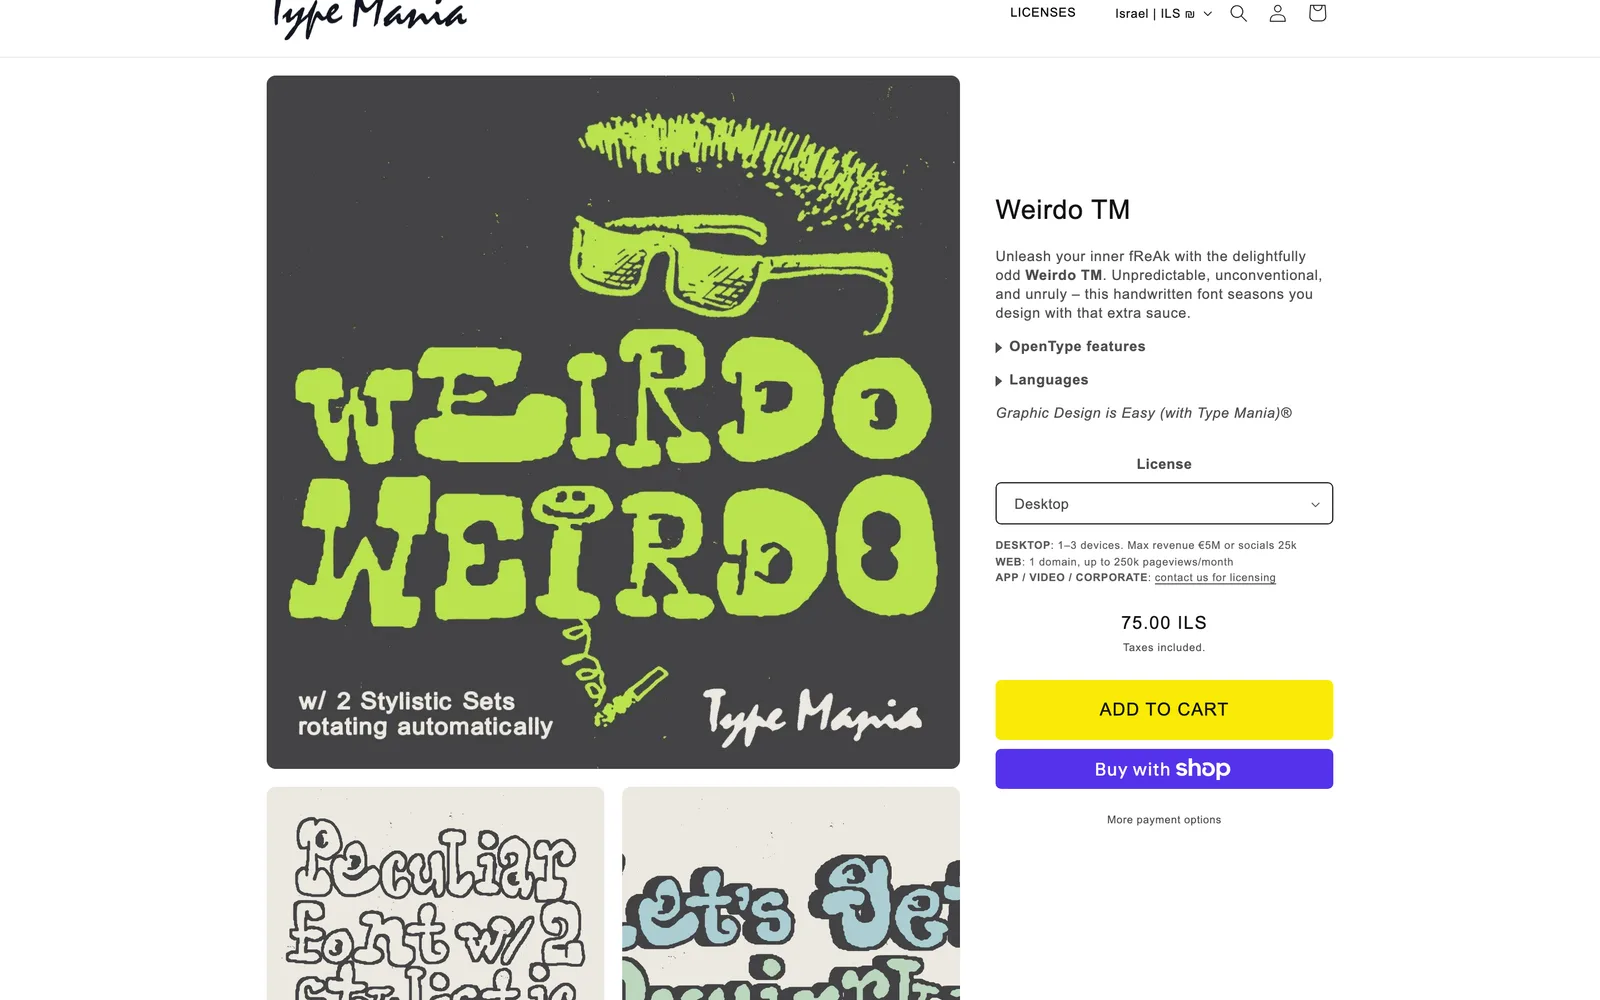 Type Mania
LICENSES
Israel | ILS ₪
WEIRDO
WEIRDO
w/ 2 Stylistic Sets
rotating automatically
Type Mania
Weirdo TM
Unleash your inner fReAk with the delightfully
odd Weirdo TM. Unpredictable, unconventional,
and unruly – this handwritten font seasons you
design with that extra sauce.
OpenType features
Languages
Graphic Design is Easy (with Type Mania)®
License
Desktop
DESKTOP: 1–3 devices. Max revenue €5M or socials 25k
WEB: 1 domain, up to 250k pageviews/month
APP / VIDEO / CORPORATE: contact us for licensing
75.00 ILS
Taxes included.
ADD TO CART
Buy with shop
More payment options
Peculiar
font w/ 2
stylistic
Let's get